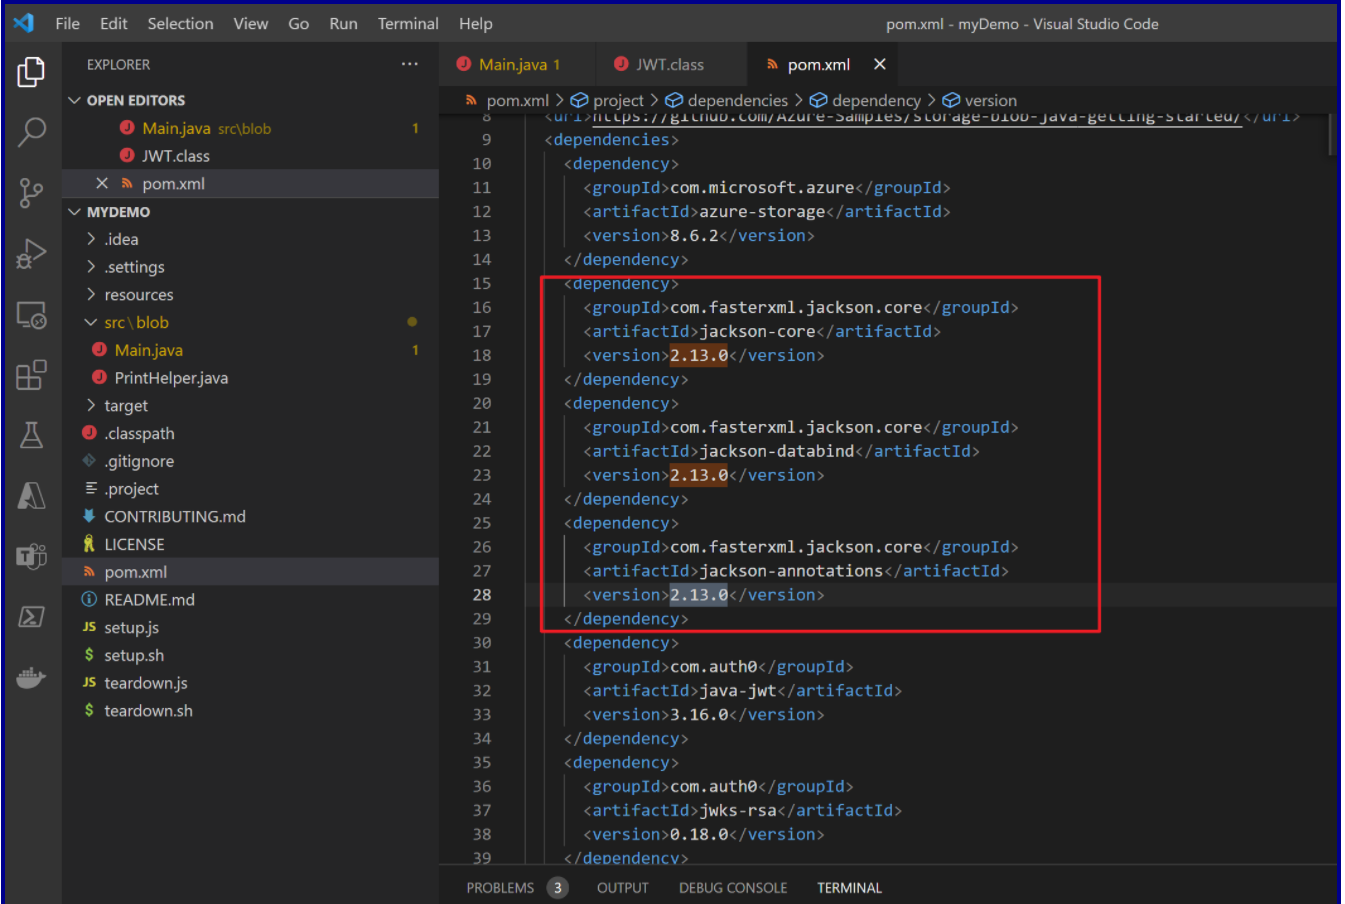 File Edit Selection View Go Run Terminal Help
pom.xml - myDemo - Visual Studio Code
EXPLORER
OPEN EDITORS
Main.java src\blob 1
JWT.class
pom.xml
MYDEMO
.idea
.settings
resources
src\blob
Main.java 1
PrintHelper.java
target
.classpath
.gitignore
.project
CONTRIBUTING.md
LICENSE
pom.xml
README.md
JS setup.js
$ setup.sh
JS teardown.js
$ teardown.sh
Main.java 1 JWT.class pom.xml
pom.xml > project > dependencies > dependency > version
8 <url>https://github.com/Azure-Samples/storage-blob-java-getting-started/</url>
9 <dependencies>
10 <dependency>
11 <groupId>com.microsoft.azure</groupId>
12 <artifactId>azure-storage</artifactId>
13 <version>8.6.2</version>
14 </dependency>
15 <dependency>
16 <groupId>com.fasterxml.jackson.core</groupId>
17 <artifactId>jackson-core</artifactId>
18 <version>2.13.0</version>
19 </dependency>
20 <dependency>
21 <groupId>com.fasterxml.jackson.core</groupId>
22 <artifactId>jackson-databind</artifactId>
23 <version>2.13.0</version>
24 </dependency>
25 <dependency>
26 <groupId>com.fasterxml.jackson.core</groupId>
27 <artifactId>jackson-annotations</artifactId>
28 <version>2.13.0</version>
29 </dependency>
30 <dependency>
31 <groupId>com.auth0</groupId>
32 <artifactId>java-jwt</artifactId>
33 <version>3.16.0</version>
34 </dependency>
35 <dependency>
36 <groupId>com.auth0</groupId>
37 <artifactId>jwks-rsa</artifactId>
38 <version>0.18.0</version>
39 </dependency>
PROBLEMS 3 OUTPUT DEBUG CONSOLE TERMINAL